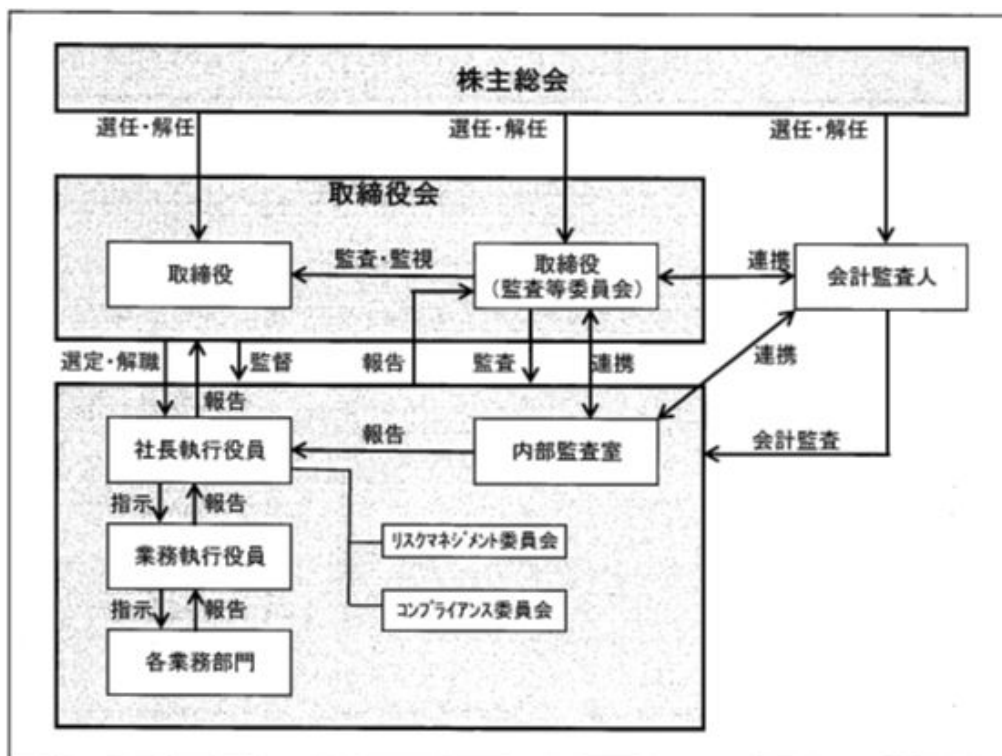 株主総会
選任・解任
選任・解任
選任・解任
取締役会
取締役
監査・監視
取締役
(監査等委員会)
連携
会計監査人
選定・解職
監督
報告
監査
連携
連携
報告
社長執行役員
報告
内部監査室
会計監査
指示
報告
業務執行役員
リスクマネジメント委員会
指示
報告
コンプライアンス委員会
各業務部門